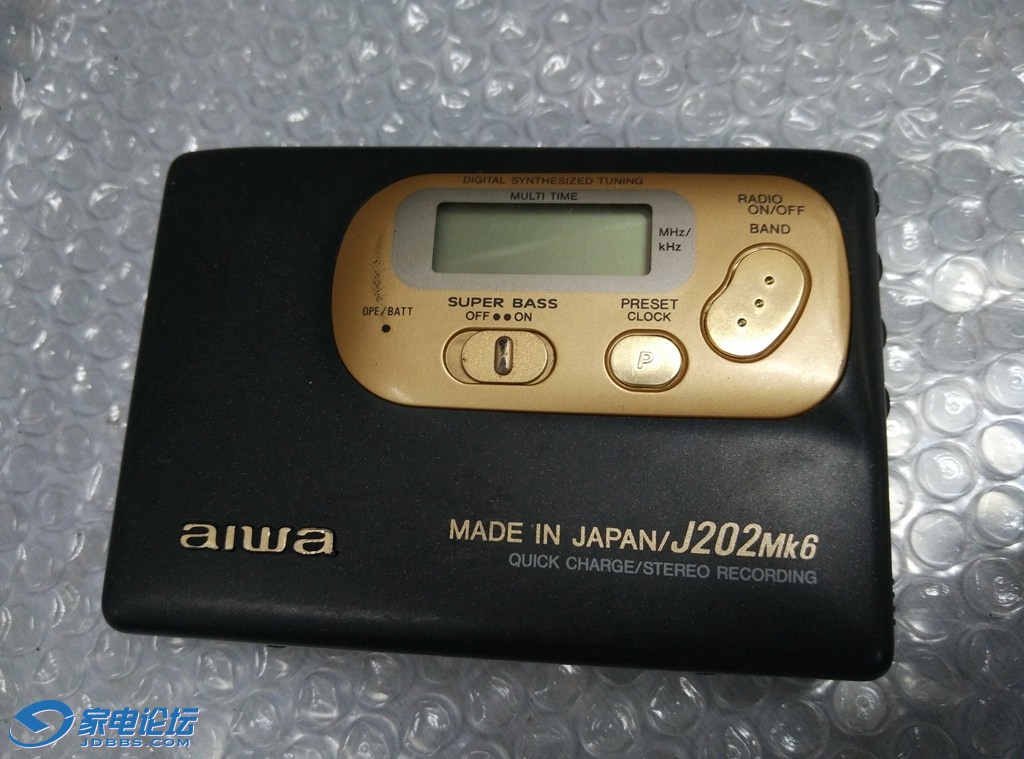 DIGITAL SYNTHESIZED TUNING
MULTI TIME
MHz/
kHz
RADIO
ON/OFF
BAND
OPE/BATT
SUPER BASS
OFF ●● ON
PRESET
CLOCK
P
aiwa
MADE IN JAPAN/J202Mk6
QUICK CHARGE/STEREO RECORDING
家电论坛
JDBBS.COM